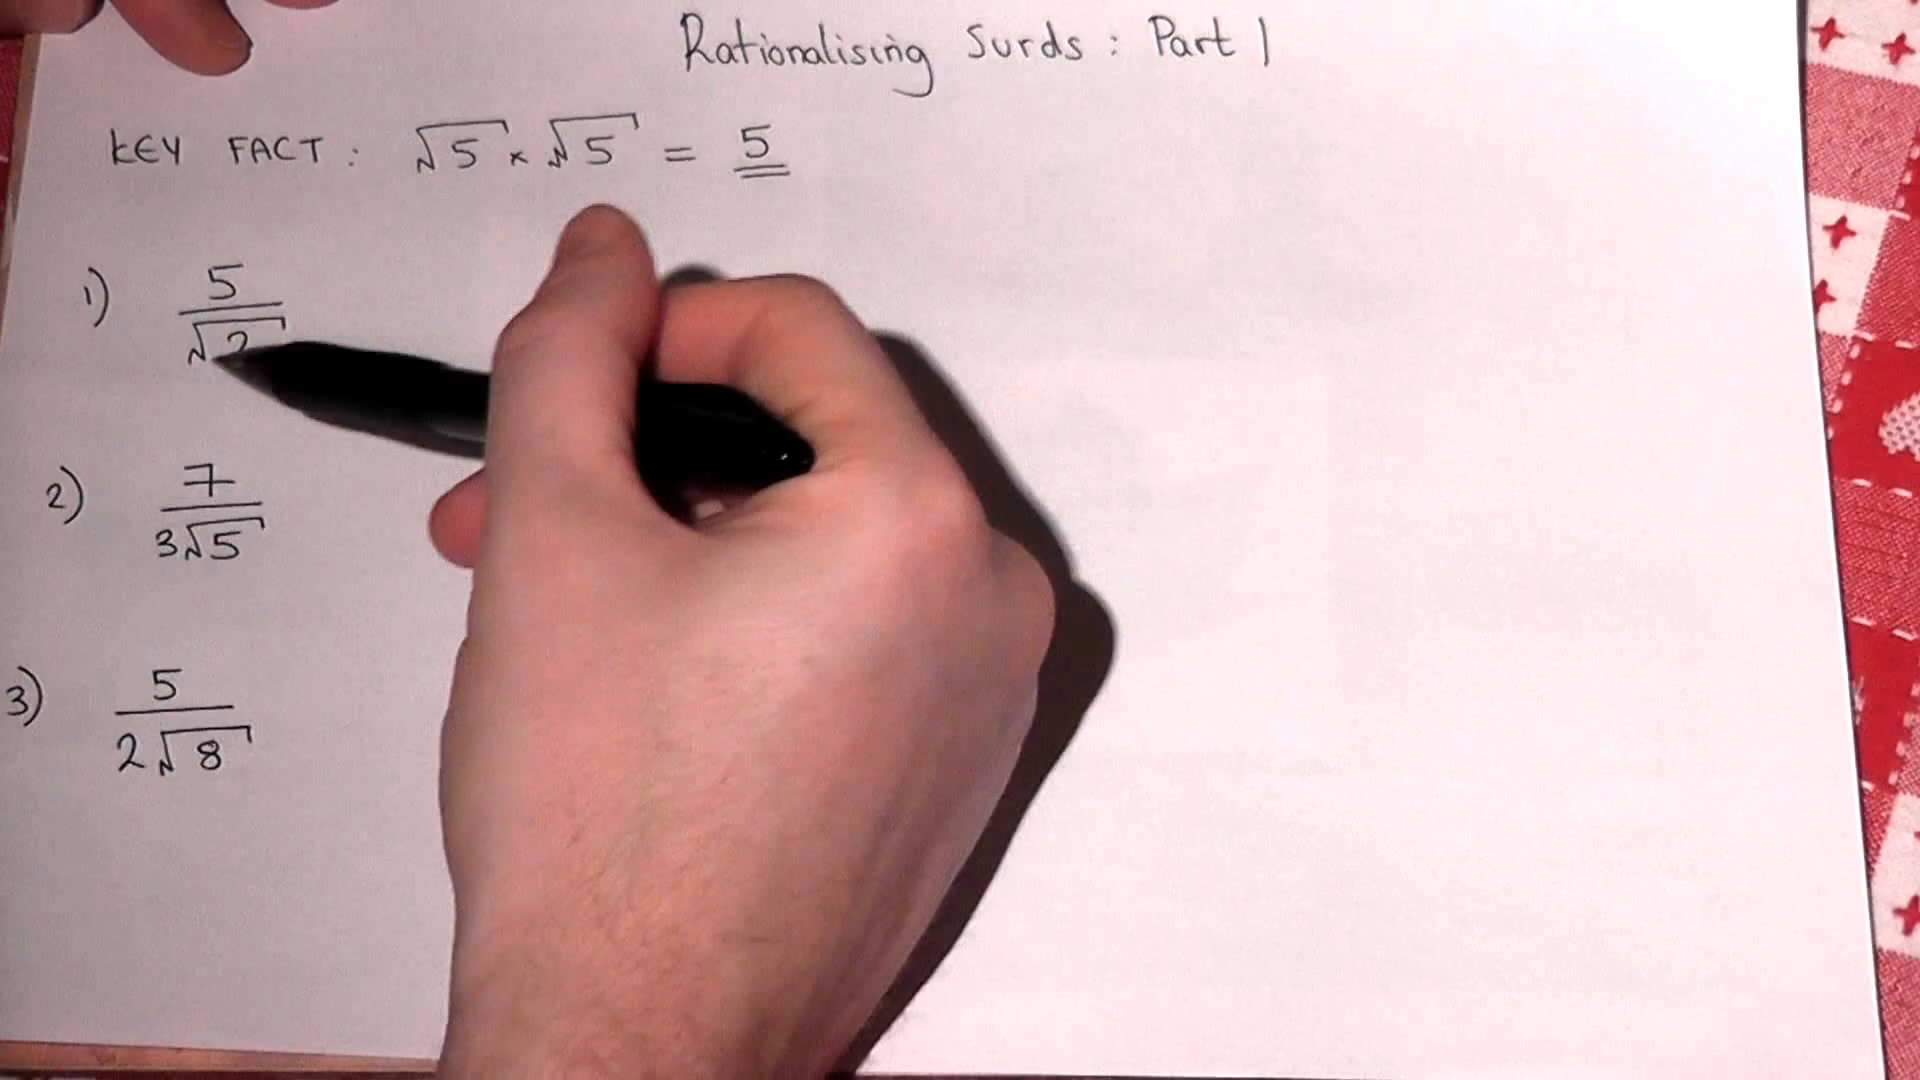 Rationalising Surds : Part 1
KEY FACT : √5 × √5 = 5
1) 5/√2
2) 7/3√5
3) 5/2√8